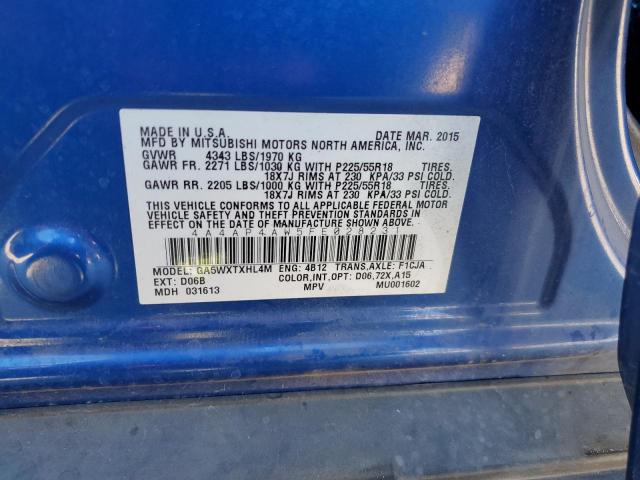 MADE IN U.S.A. DATE MAR. 2015
MFD BY MITSUBISHI MOTORS NORTH AMERICA, INC.
GVWR 4343 LBS/1970 KG
GAWR FR. 2271 LBS/1030 KG WITH P225/55R18 TIRES.
18X7J RIMS AT 230 KPA/33 PSI COLD.
GAWR RR. 2205 LBS/1000 KG WITH P225/55R18 TIRES.
18X7J RIMS AT 230 KPA/33 PSI COLD.
THIS VEHICLE CONFORMS TO ALL APPLICABLE FEDERAL MOTOR
VEHICLE SAFETY AND THEFT PREVENTION STANDARDS IN
EFFECT ON THE DATE OF MANUFACTURE SHOWN ABOVE.
4A4AP4AW5FE028231
MODEL: GA5WXTXHL4M ENG: 4B12 TRANS,AXLE: F1CJA
EXT: D06B COLOR,INT,OPT: D06,72X,A15
MDH 031613 MPV MU001602